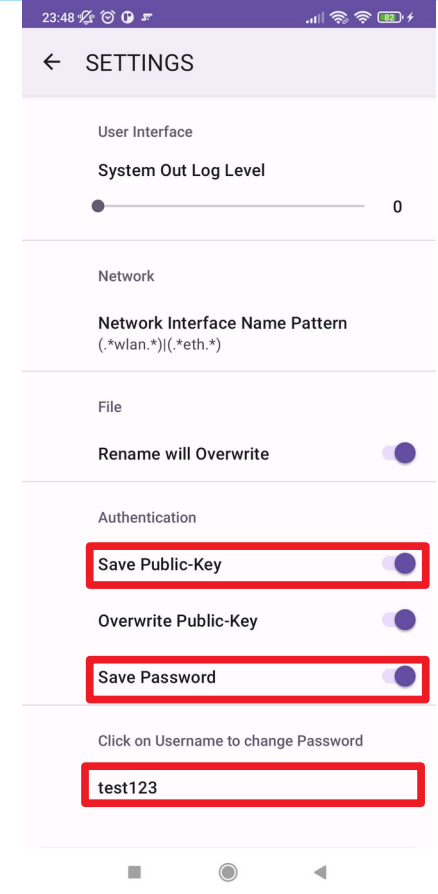 23:48 82
SETTINGS
User Interface
System Out Log Level
0
Network
Network Interface Name Pattern
(.*wlan.*)|(.*eth.*)
File
Rename will Overwrite
Authentication
Save Public-Key
Overwrite Public-Key
Save Password
Click on Username to change Password
test123